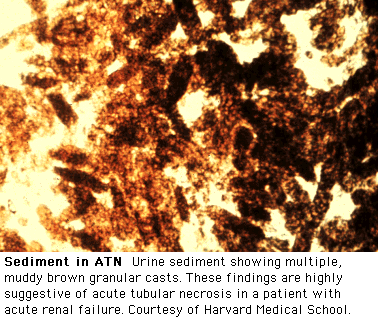 Sediment in ATN Urine sediment showing multiple,
muddy brown granular casts. These findings are highly
suggestive of acute tubular necrosis in a patient with
acute renal failure. Courtesy of Harvard Medical School.